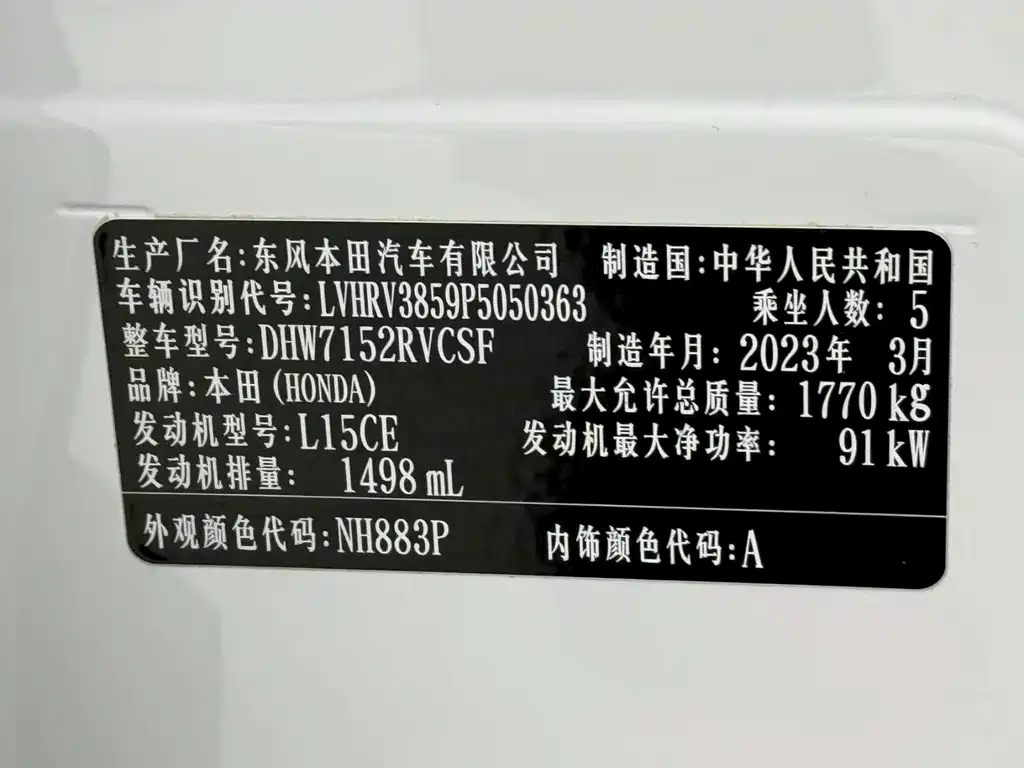 生产厂名:东风本田汽车有限公司 制造国:中华人民共和国
车辆识别代号:LVHRV3859P5050363 乘坐人数: 5
整车型号:DHW7152RVCSF 制造年月: 2023年 3月
品牌:本田(HONDA) 最大允许总质量: 1770 kg
发动机型号:L15CE 发动机最大净功率: 91 kW
发动机排量: 1498 mL
外观颜色代码:NH883P 内饰颜色代码:A